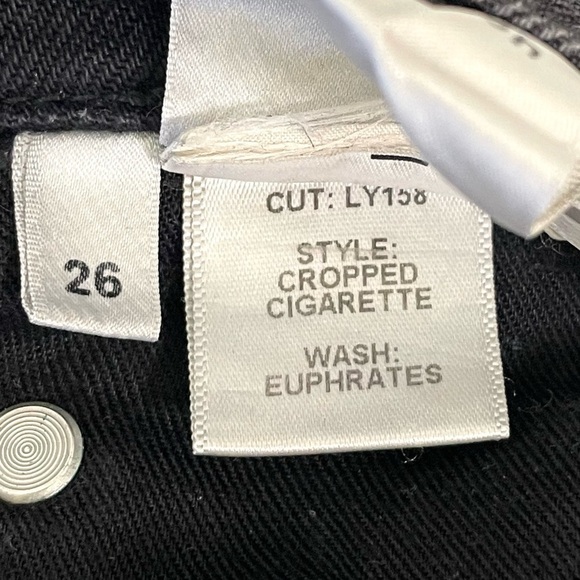 26
CUT: LY158
STYLE:
CROPPED
CIGARETTE
WASH:
EUPHRATES